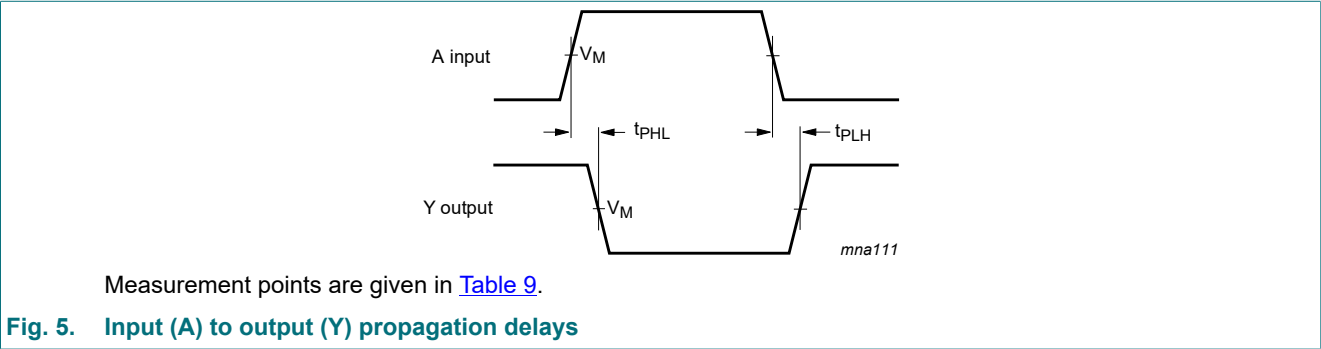 A input
VM
tPHL
tPLH
Y output
VM
mna111
Measurement points are given in Table 9.
Fig. 5. Input (A) to output (Y) propagation delays